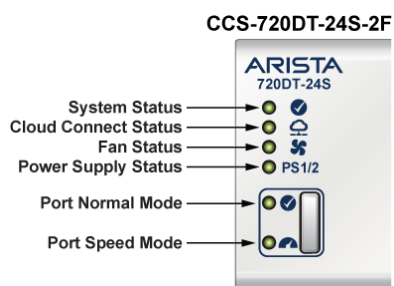 CCS-720DT-24S-2F
ARISTA
720DT-24S
System Status
Cloud Connect Status
Fan Status
Power Supply Status PS1/2
Port Normal Mode
Port Speed Mode